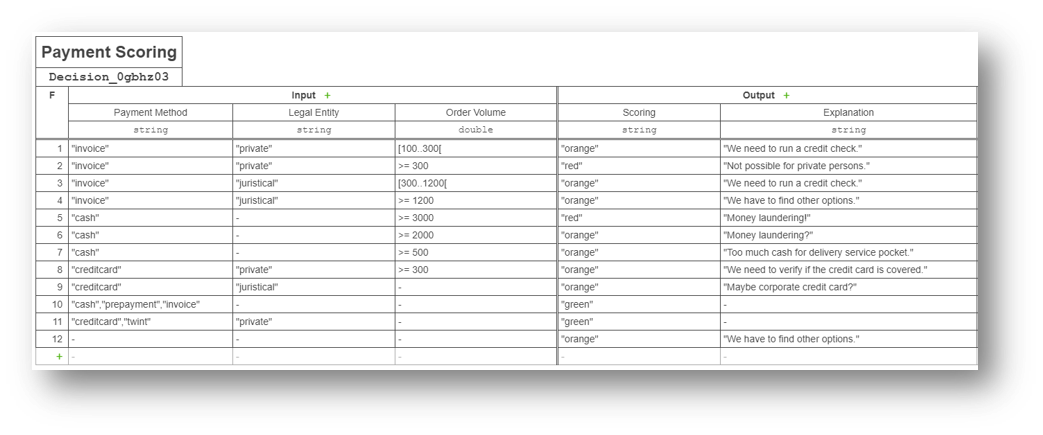 Payment Scoring
Decision_0gbhz03
F Input + Output +
Payment Method Legal Entity Order Volume Scoring Explanation
string string double string string
1 "invoice" "private" [100..300[ "orange" "We need to run a credit check."
2 "invoice" "private" >= 300 "red" "Not possible for private persons."
3 "invoice" "juristical" [300..1200[ "orange" "We need to run a credit check."
4 "invoice" "juristical" >= 1200 "orange" "We have to find other options."
5 "cash" - >= 3000 "red" "Money laundering!"
6 "cash" - >= 2000 "orange" "Money laundering?"
7 "cash" - >= 500 "orange" "Too much cash for delivery service pocket."
8 "creditcard" "private" >= 300 "orange" "We need to verify if the credit card is covered."
9 "creditcard" "juristical" - "orange" "Maybe corporate credit card?"
10 "cash","prepayment","invoice" - - "green" -
11 "creditcard","twint" "private" - "green" -
12 - - - "orange" "We have to find other options."
+ - - - - -